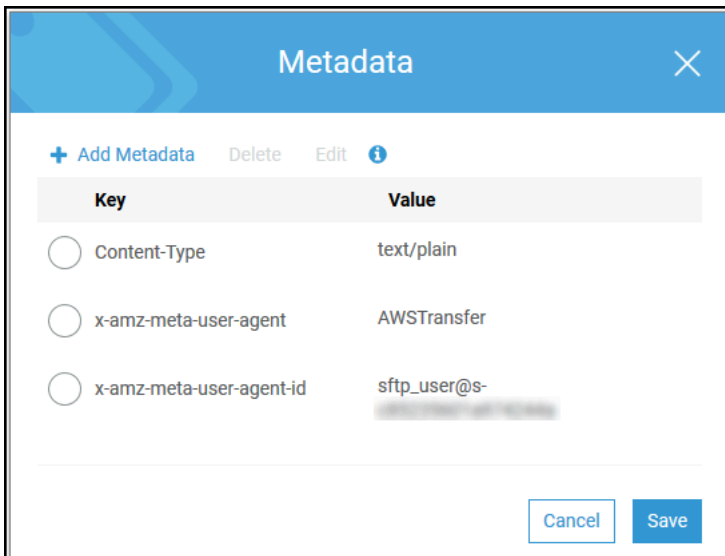 Metadata
Add Metadata Delete Edit
Key Value
Content-Type text/plain
x-amz-meta-user-agent AWSTransfer
x-amz-meta-user-agent-id sftp_user@s-
Cancel Save